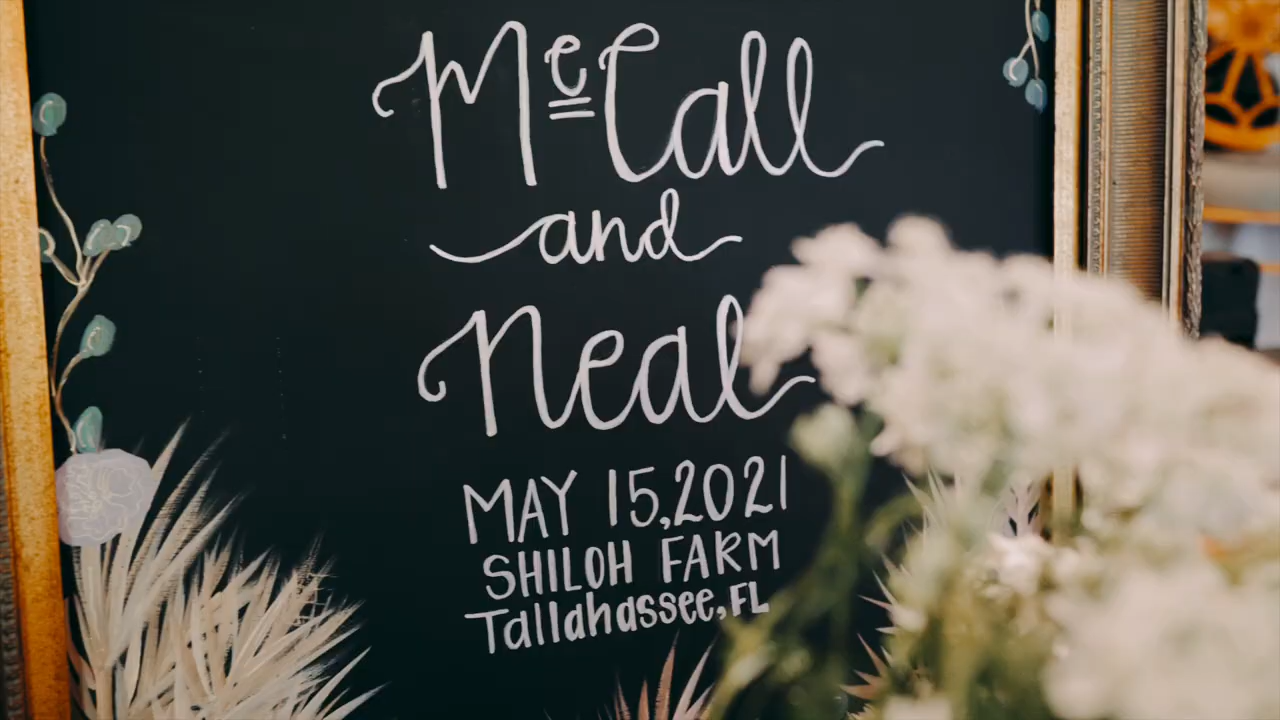 McCall
and
Neal
MAY 15, 2021
SHILOH FARM
Tallahassee, FL